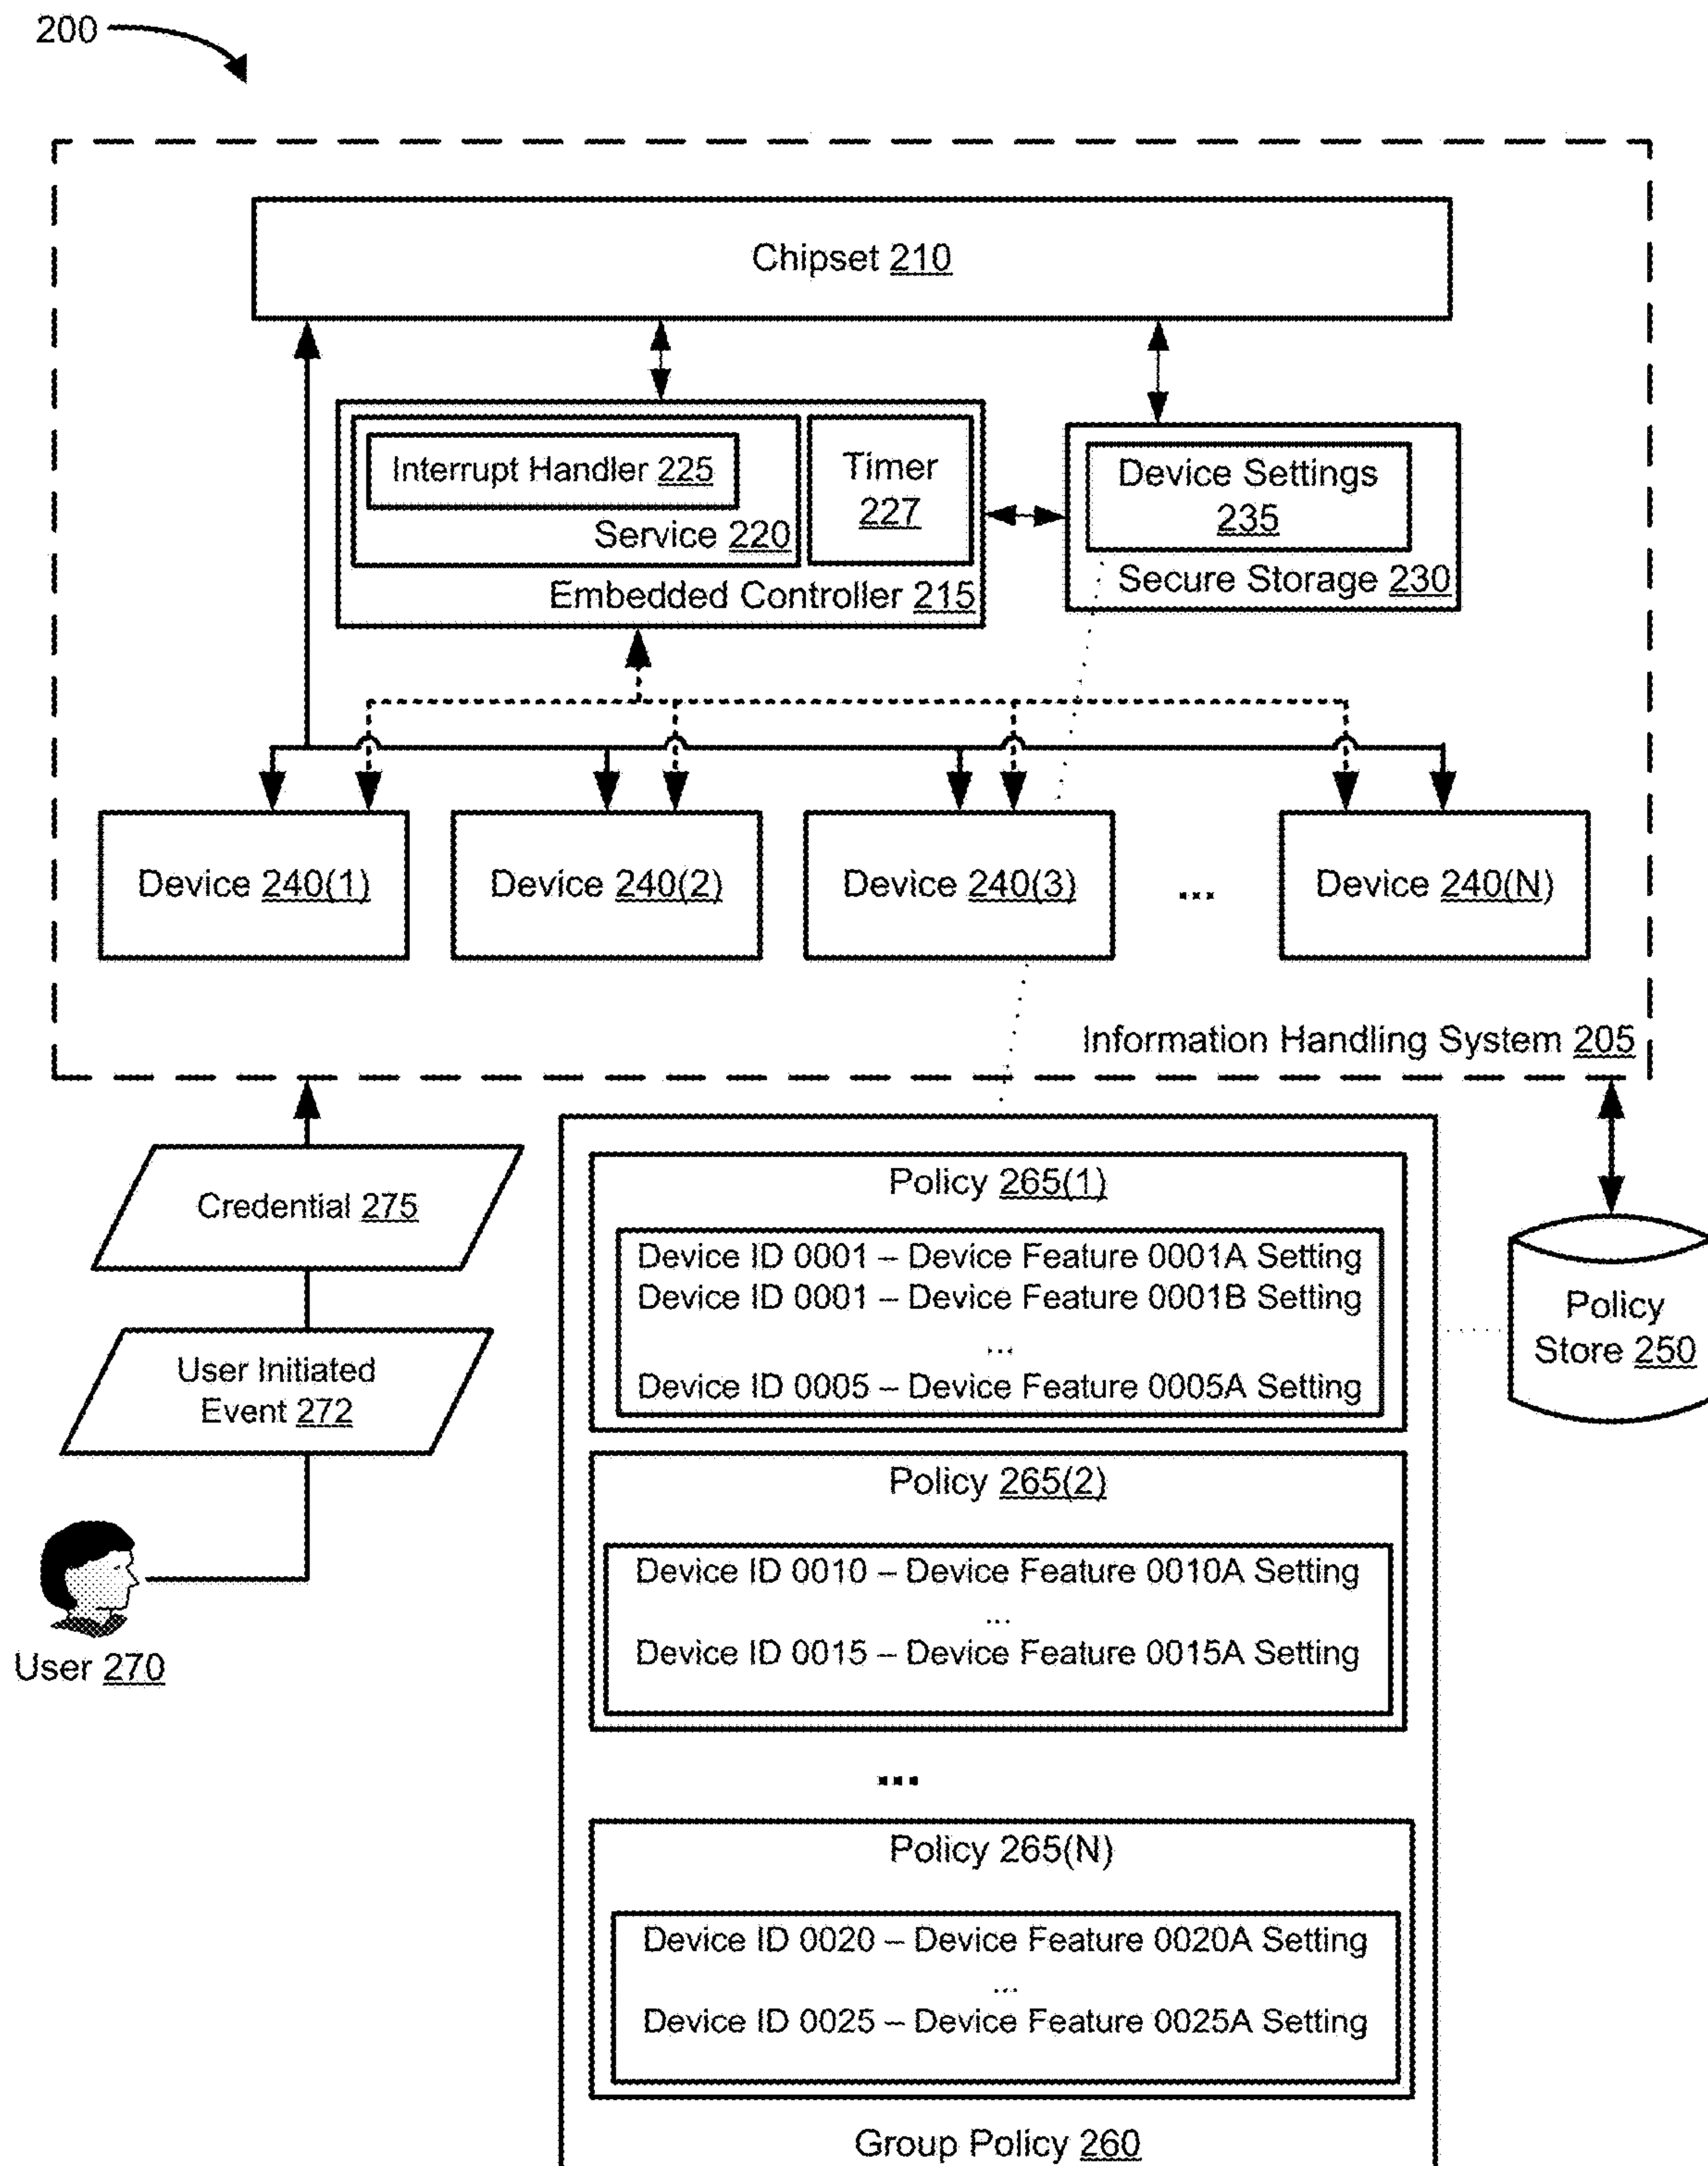 200
Chipset 210
Interrupt Handler 225
Service 220
Timer
227
Embedded Controller 215
Device Settings
235
Secure Storage 230
Device 240(1)
Device 240(2)
Device 240(3)
...
Device 240(N)
Information Handling System 205
Credential 275
User Initiated
Event 272
User 270
Policy 265(1)
Device ID 0001 – Device Feature 0001A Setting
Device ID 0001 – Device Feature 0001B Setting
...
Device ID 0005 – Device Feature 0005A Setting
Policy 265(2)
Device ID 0010 – Device Feature 0010A Setting
...
Device ID 0015 – Device Feature 0015A Setting
...
Policy 265(N)
Device ID 0020 – Device Feature 0020A Setting
...
Device ID 0025 – Device Feature 0025A Setting
Group Policy 260
Policy
Store 250